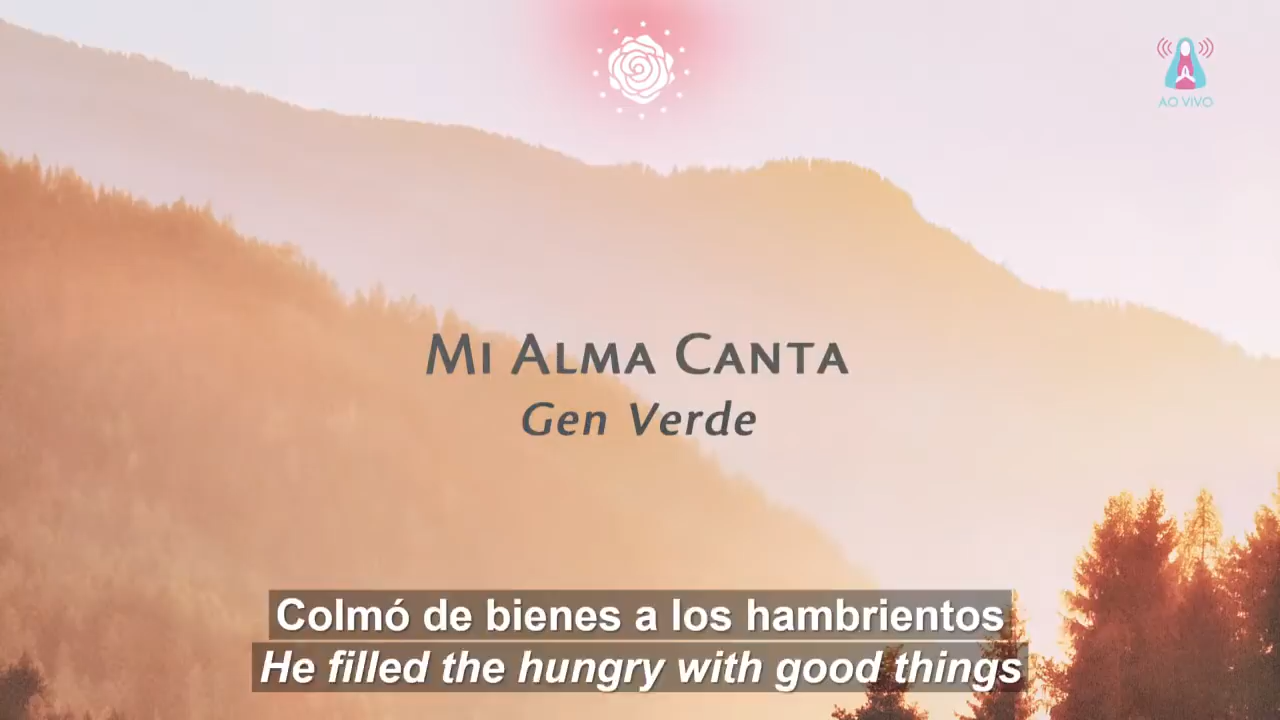 AO VIVO
Mi Alma Canta
Gen Verde
Colmó de bienes a los hambrientos
He filled the hungry with good things